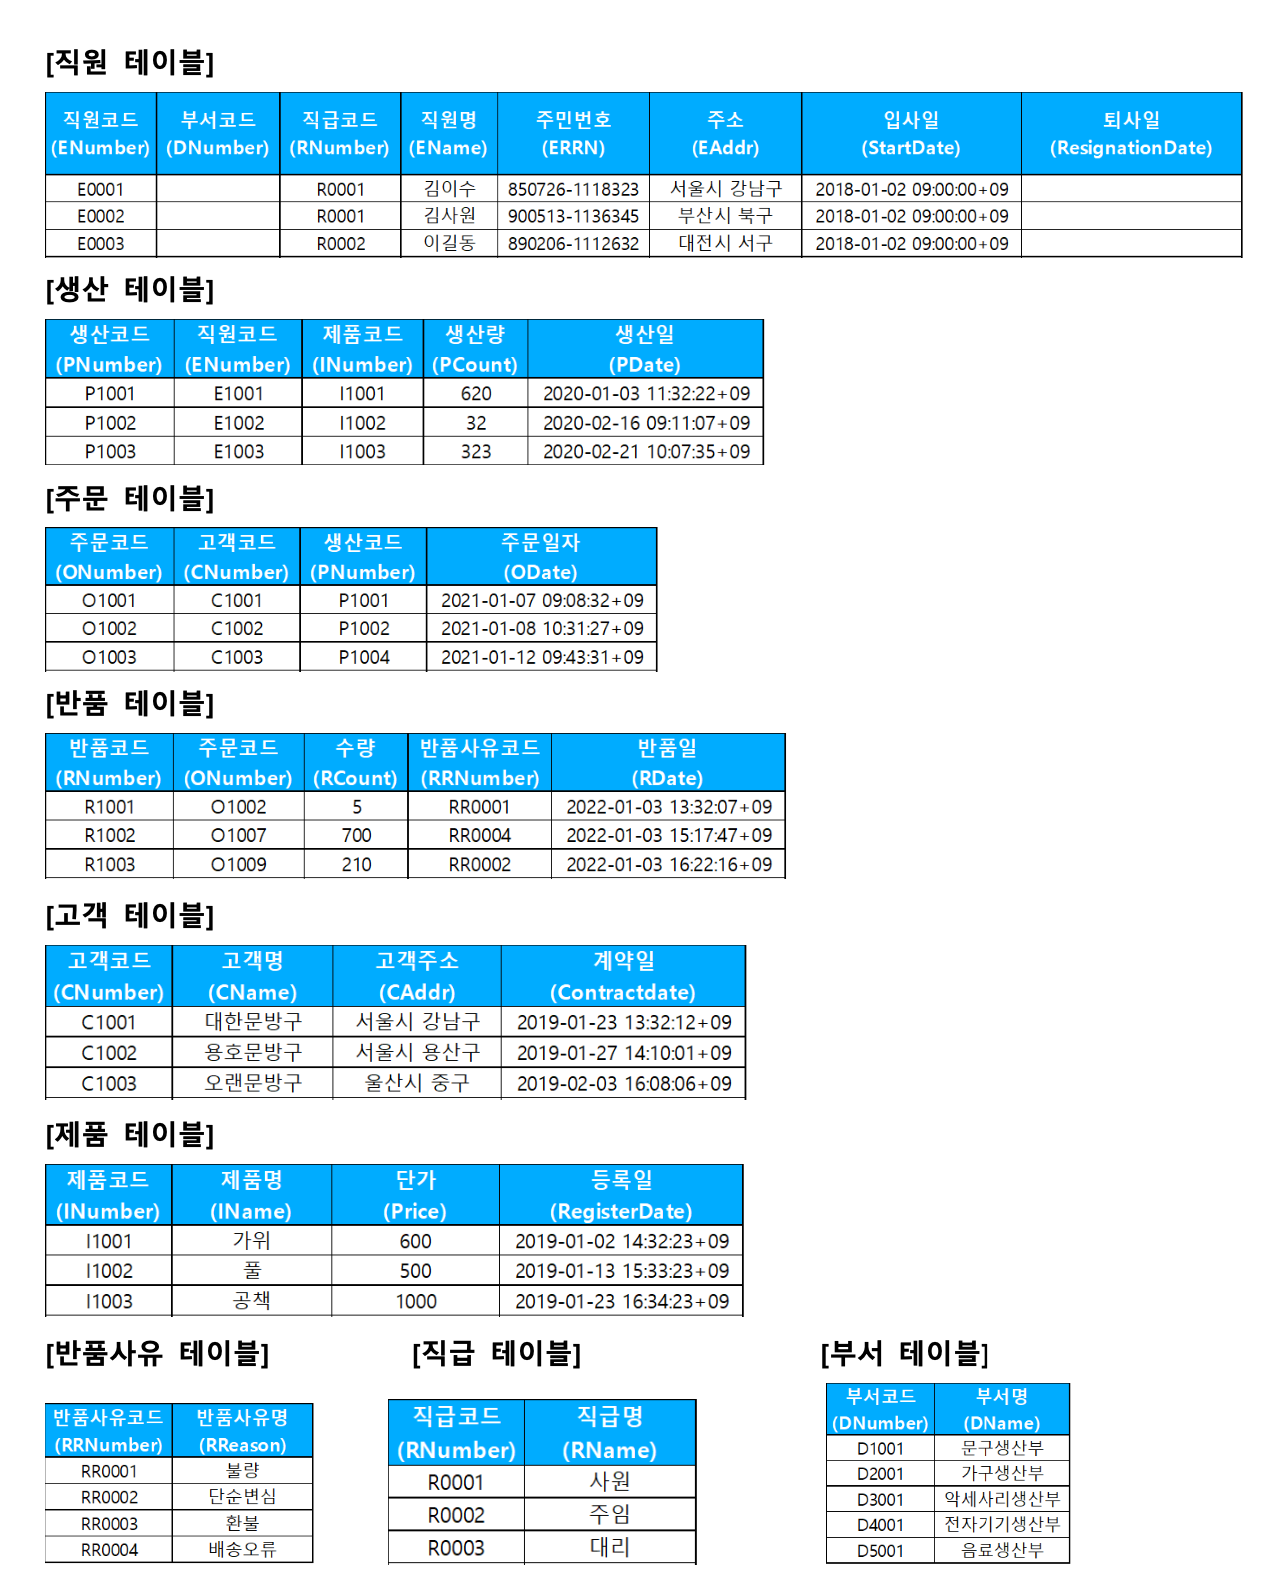 [직원 테이블]
직원코드 부서코드 직급코드 직원명 주민번호 주소 입사일 퇴사일
(ENumber) (DNumber) (RNumber) (EName) (ERRN) (EAddr) (StartDate) (ResignationDate)
E0001 R0001 김이수 850726-1118323 서울시 강남구 2018-01-02 09:00:00+09
E0002 R0001 김사원 900513-1136345 부산시 북구 2018-01-02 09:00:00+09
E0003 R0002 이길동 890206-1112632 대전시 서구 2018-01-02 09:00:00+09
[생산 테이블]
생산코드 직원코드 제품코드 생산량 생산일
(PNumber) (ENumber) (INumber) (PCount) (PDate)
P1001 E1001 I1001 620 2020-01-03 11:32:22+09
P1002 E1002 I1002 32 2020-02-16 09:11:07+09
P1003 E1003 I1003 323 2020-02-21 10:07:35+09
[주문 테이블]
주문코드 고객코드 생산코드 주문일자
(ONumber) (CNumber) (PNumber) (ODate)
O1001 C1001 P1001 2021-01-07 09:08:32+09
O1002 C1002 P1002 2021-01-08 10:31:27+09
O1003 C1003 P1004 2021-01-12 09:43:31+09
[반품 테이블]
반품코드 주문코드 수량 반품사유코드 반품일
(RNumber) (ONumber) (RCount) (RRNumber) (RDate)
R1001 O1002 5 RR0001 2022-01-03 13:32:07+09
R1002 O1007 700 RR0004 2022-01-03 15:17:47+09
R1003 O1009 210 RR0002 2022-01-03 16:22:16+09
[고객 테이블]
고객코드 고객명 고객주소 계약일
(CNumber) (CName) (CAddr) (Contractdate)
C1001 대한문방구 서울시 강남구 2019-01-23 13:32:12+09
C1002 용호문방구 서울시 용산구 2019-01-27 14:10:01+09
C1003 오랜문방구 울산시 중구 2019-02-03 16:08:06+09
[제품 테이블]
제품코드 제품명 단가 등록일
(INumber) (IName) (Price) (RegisterDate)
I1001 가위 600 2019-01-02 14:32:23+09
I1002 풀 500 2019-01-13 15:33:23+09
I1003 공책 1000 2019-01-23 16:34:23+09
[반품사유 테이블]
반품사유코드 반품사유명
(RRNumber) (RReason)
RR0001 불량
RR0002 단순변심
RR0003 환불
RR0004 배송오류
[직급 테이블]
직급코드 직급명
(RNumber) (RName)
R0001 사원
R0002 주임
R0003 대리
[부서 테이블]
부서코드 부서명
(DNumber) (DName)
D1001 문구생산부
D2001 가구생산부
D3001 악세사리생산부
D4001 전자기기생산부
D5001 음료생산부